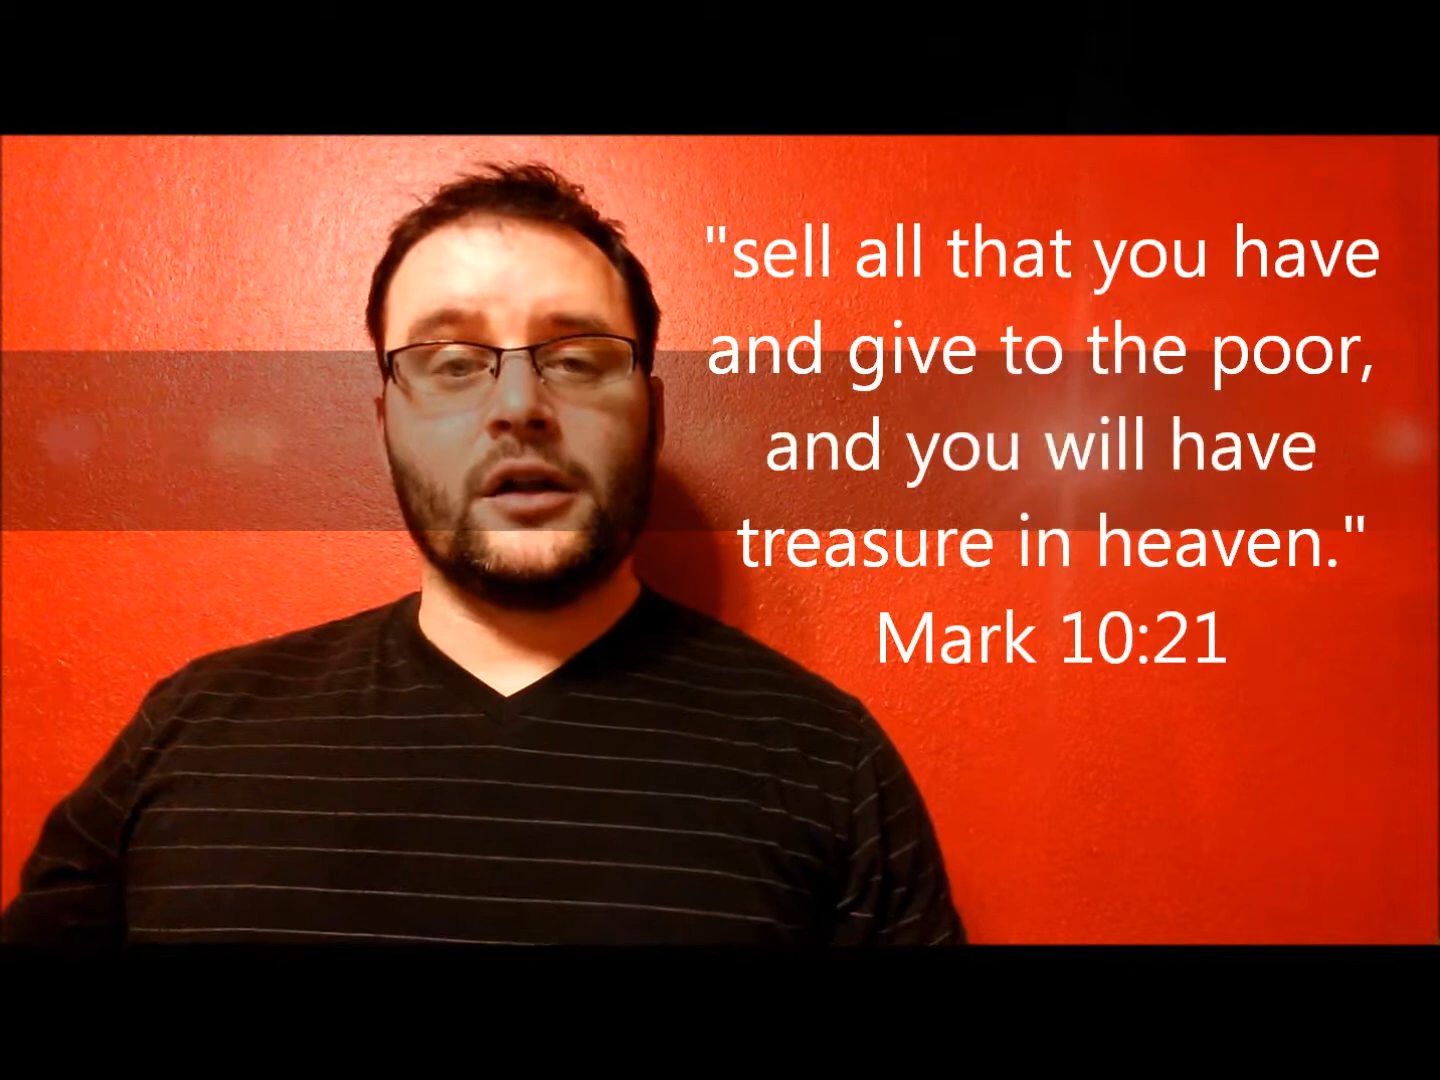 "sell all that you have
and give to the poor,
and you will have
treasure in heaven."
Mark 10:21